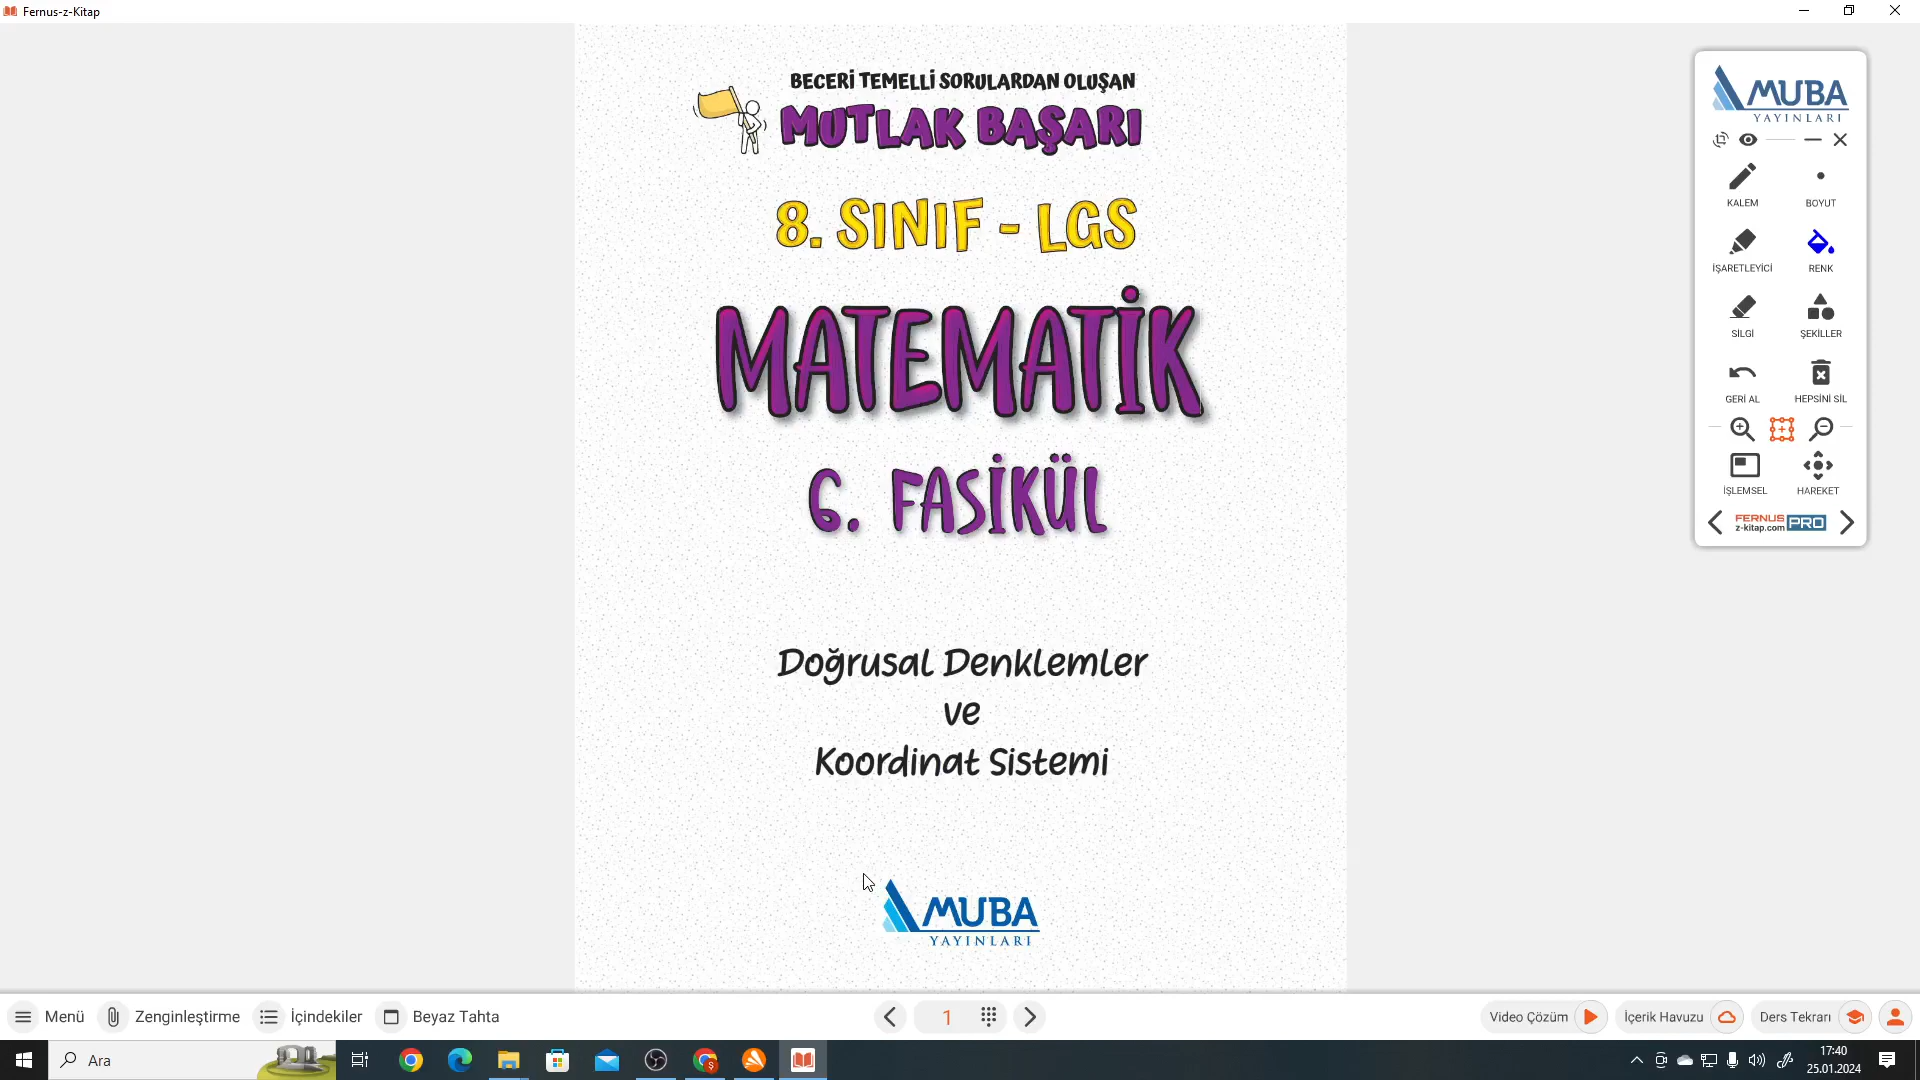 Fernus-z-Kitap
BECERİ TEMELLİ SORULARDAN OLUŞAN
MUTLAK BAŞARI
8. SINIF - LGS
MATEMATİK
6. FASİKÜL
Doğrusal Denklemler
ve
Koordinat Sistemi
MUBA
YAYINLARI
MUBA
YAYINLARI
KALEM
BOYUT
İŞARETLEYİCİ
RENK
SİLGİ
ŞEKİLLER
GERİ AL
HEPSİNİ SİL
İŞLEMSEL
HAREKET
FERNUS PRO
z-kitap.com
Menü
Zenginleştirme
İçindekiler
Beyaz Tahta
1
Video Çözüm
İçerik Havuzu
Ders Tekrarı
Ara
17:40
25.01.2024